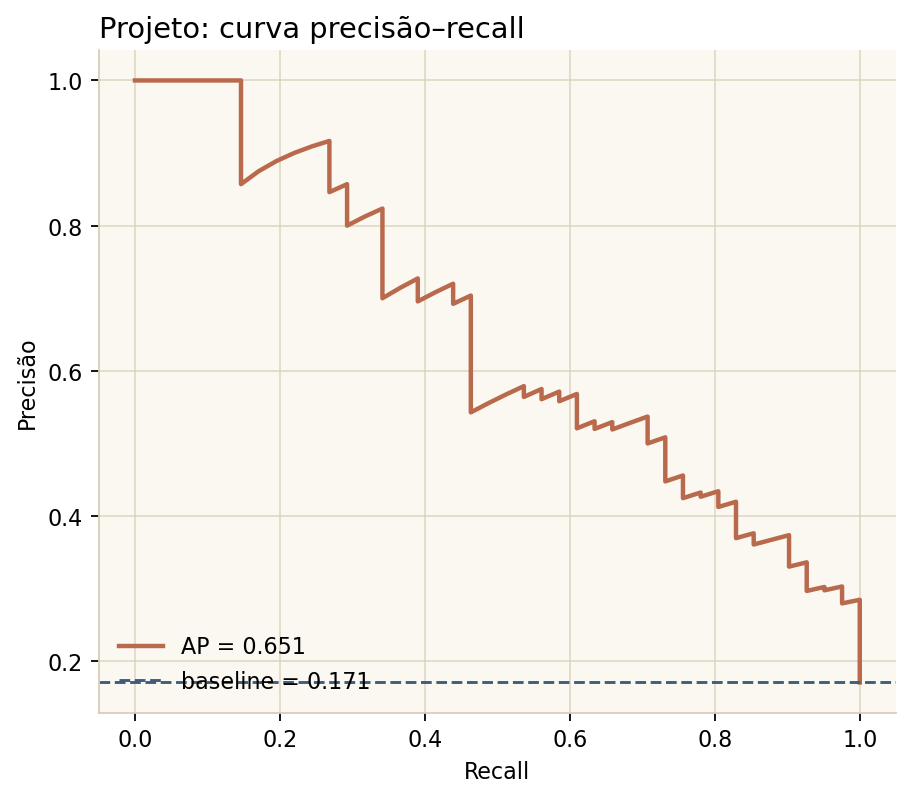 Projeto: curva precisão–recall
1.0
0.8
0.6
0.4
0.2
Precisão
AP = 0.651
baseline = 0.171
0.0 0.2 0.4 0.6 0.8 1.0
Recall